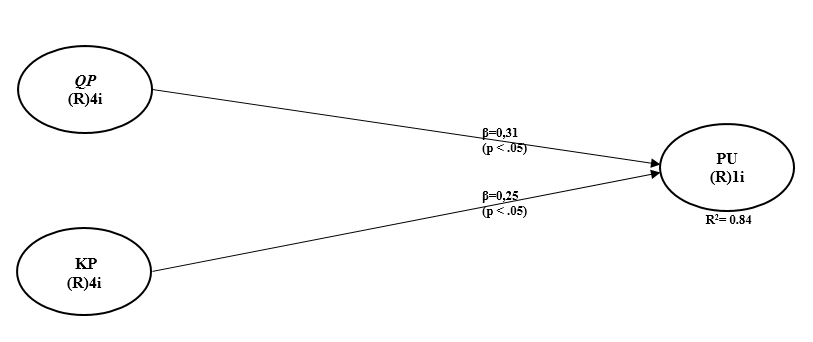 QP
(R)4i
β=0,31
(p < .05)
PU
(R)1i
R²= 0.84
β=0,25
(p < .05)
KP
(R)4i